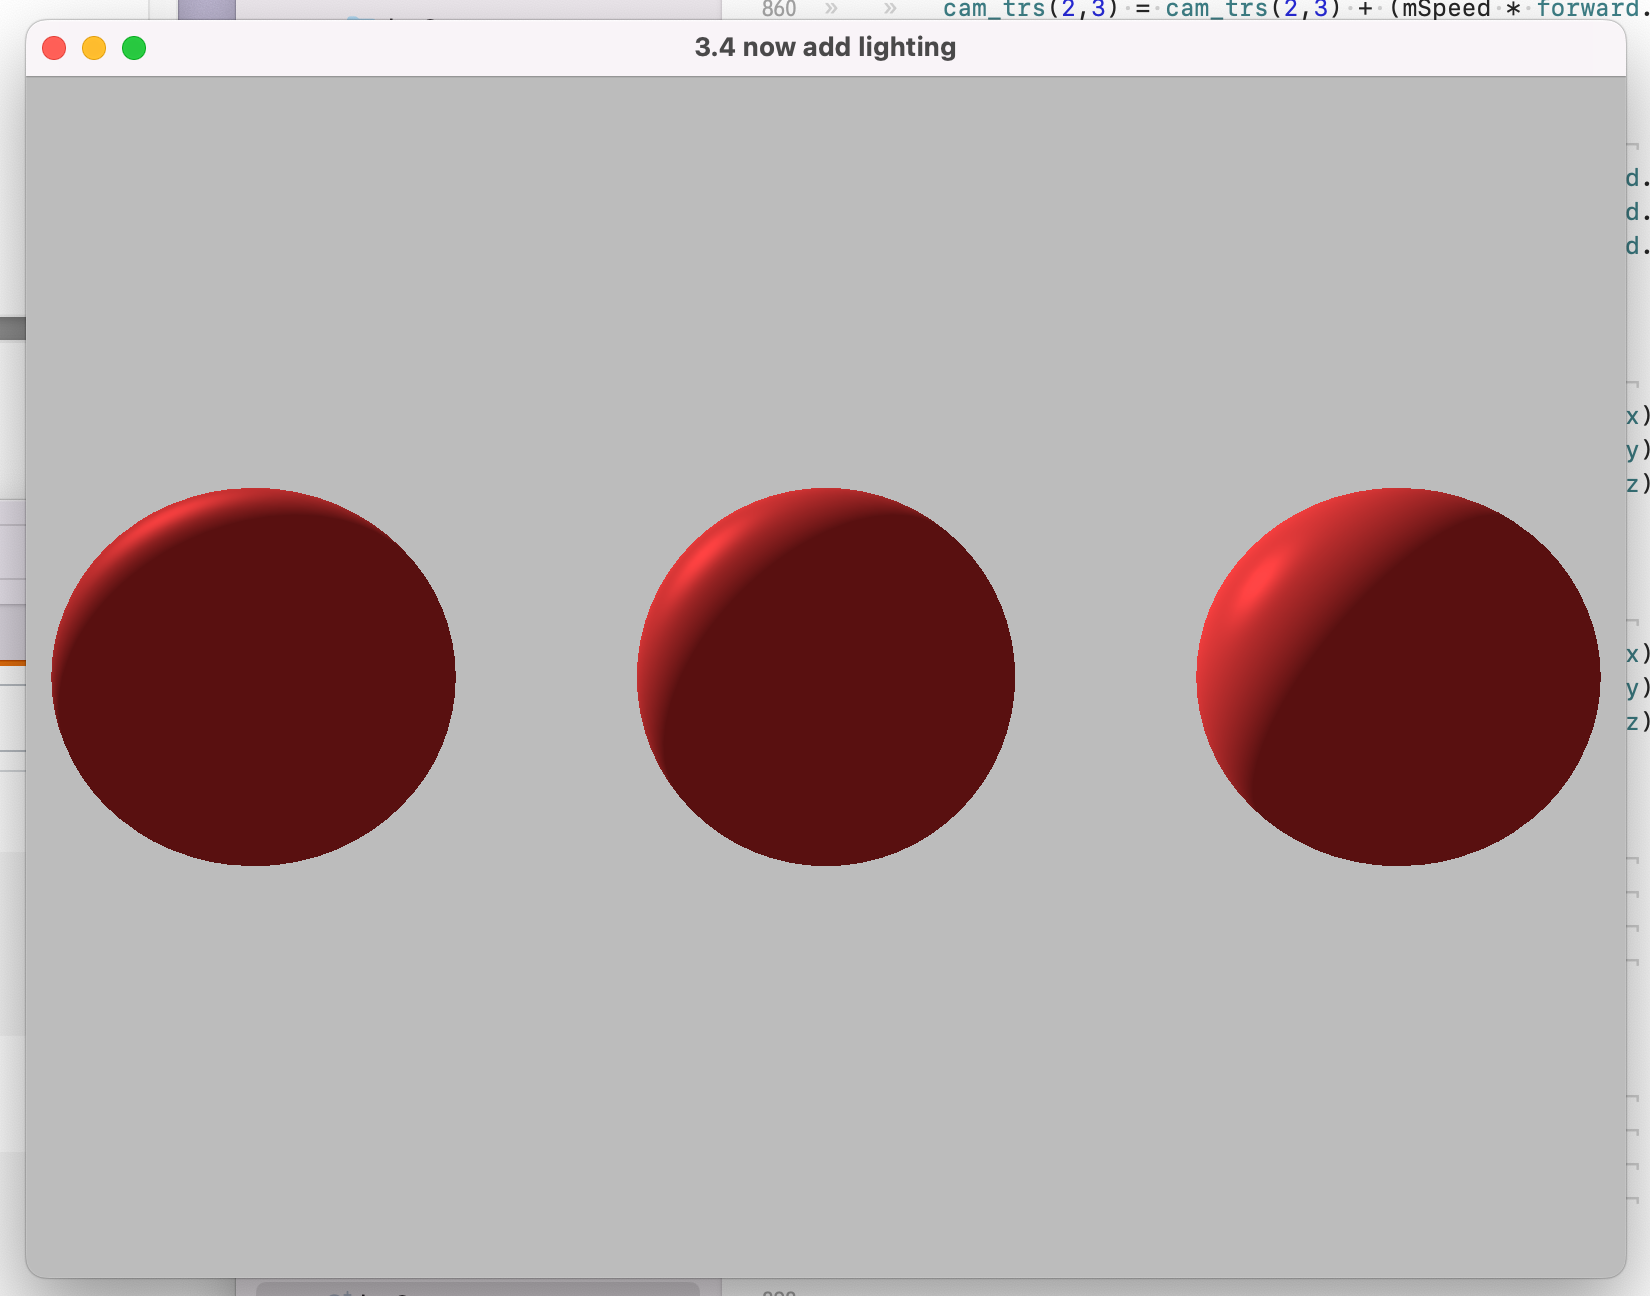 860 » » cam_trs(2,3) = cam_trs(2,3) + (mSpeed * forward.
3.4 now add lighting
d.
d.
d.
x)
y)
z)
x)
y)
z)